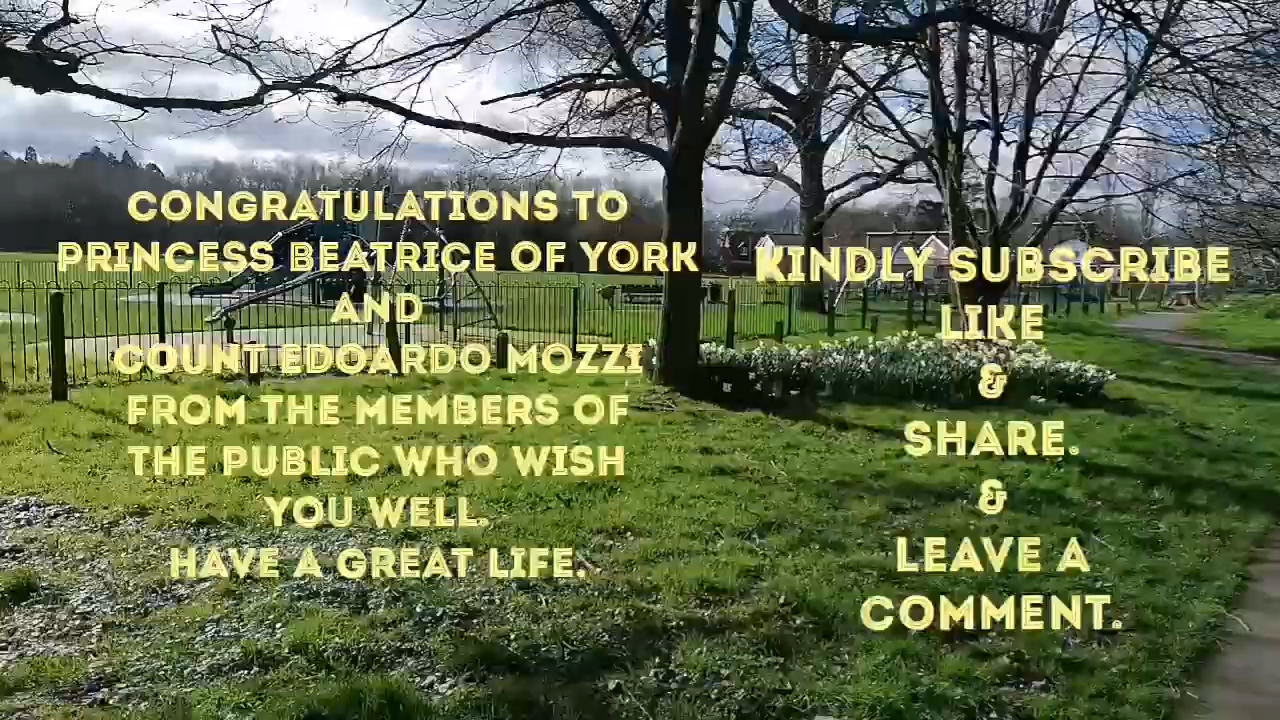 CONGRATULATIONS TO
PRINCESS BEATRICE OF YORK
AND
COUNT EDOARDO MOZZI
FROM THE MEMBERS OF
THE PUBLIC WHO WISH
YOU WELL.
HAVE A GREAT LIFE.
KINDLY SUBSCRIBE
LIKE
&
SHARE.
&
LEAVE A
COMMENT.